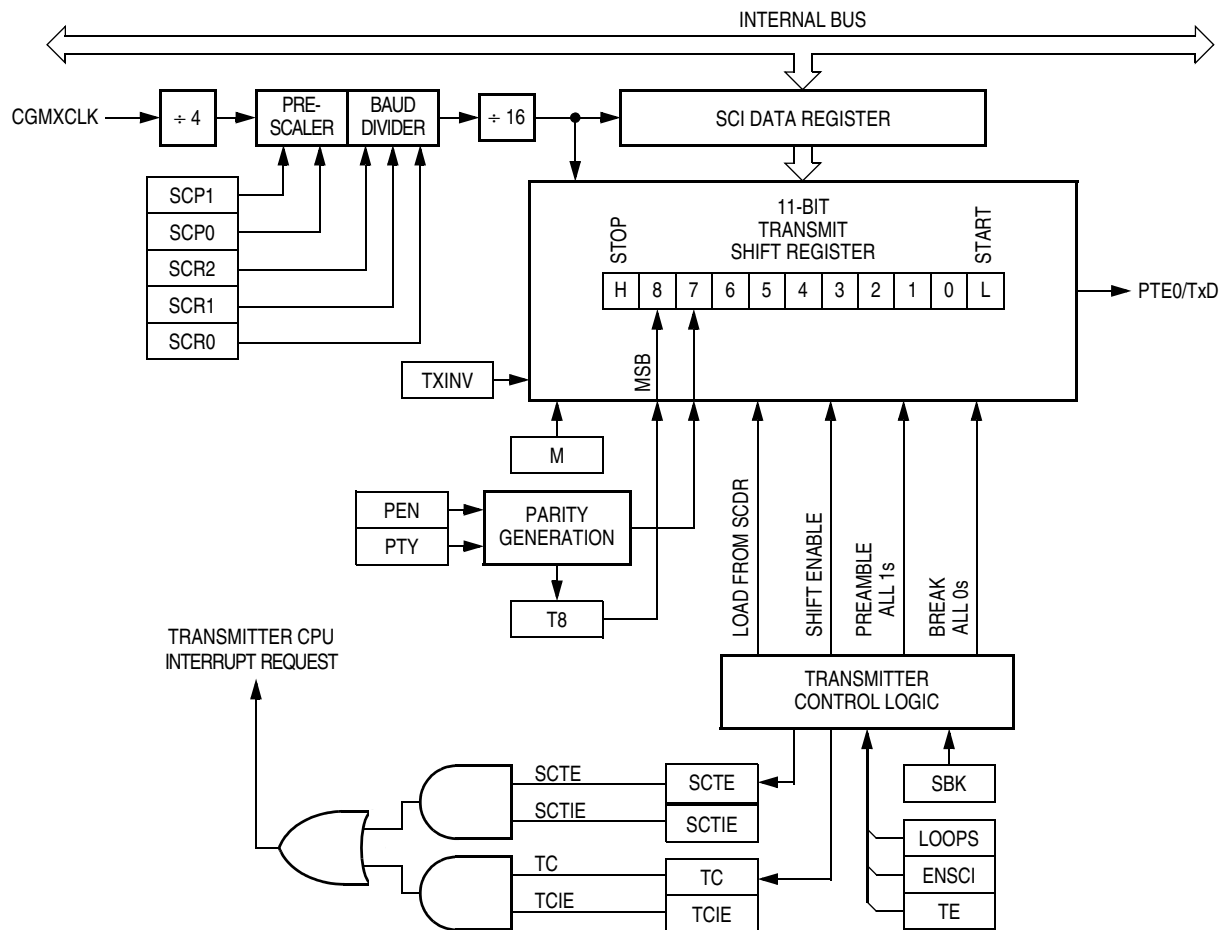 INTERNAL BUS
CGMXCLK
÷ 4
PRE-
SCALER
BAUD
DIVIDER
÷ 16
SCI DATA REGISTER
SCP1
SCP0
SCR2
SCR1
SCR0
11-BIT
TRANSMIT
SHIFT REGISTER
STOP
START
H 8 7 6 5 4 3 2 1 0 L
PTE0/TxD
TXINV
MSB
M
PEN
PTY
PARITY
GENERATION
T8
LOAD FROM SCDR
SHIFT ENABLE
PREAMBLE
ALL 1s
BREAK
ALL 0s
TRANSMITTER CPU
INTERRUPT REQUEST
TRANSMITTER
CONTROL LOGIC
SCTE
SCTE
SCTIE
SCTIE
TC
TC
TCIE
TCIE
SBK
LOOPS
ENSCI
TE